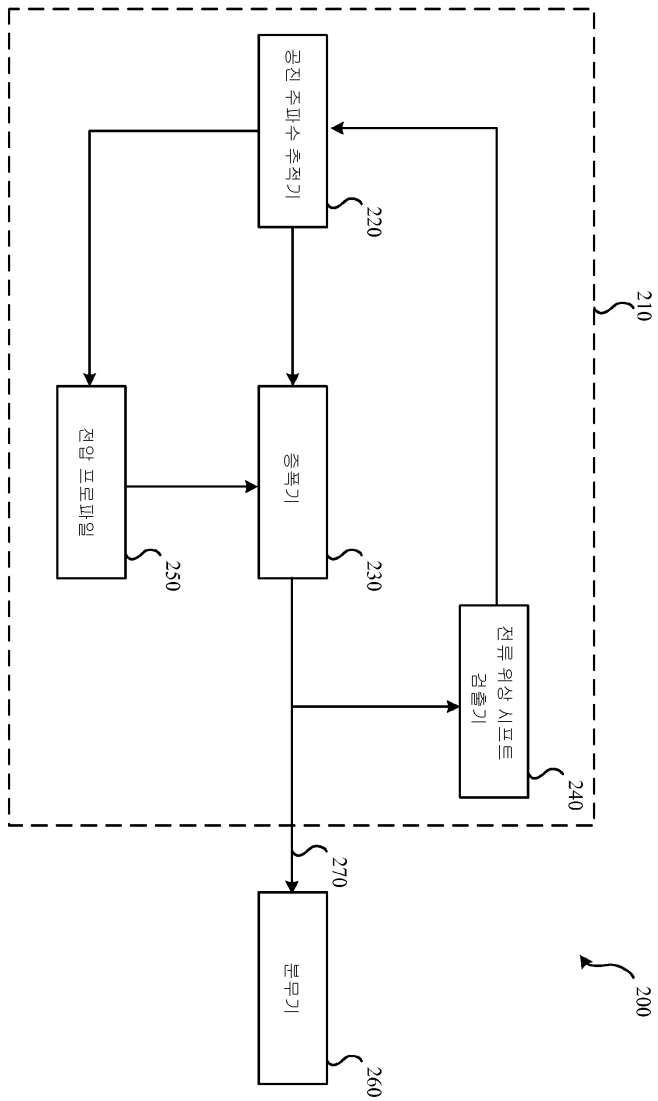 200
210
전류 위상 시프트
검출기
240
공진 주파수 추적기
220
증폭기
230
270
분무기
260
전압 프로파일
250